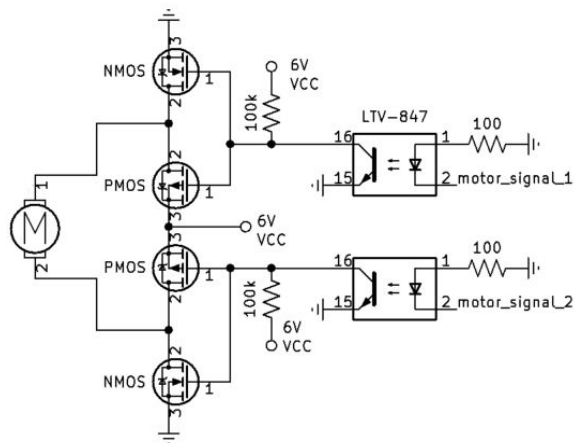 3
NMOS
1
2
6V
VCC
100k
LTV-847
16
1
100
15
2
motor_signal_1
2
PMOS
1
3
1
M
2
6V
VCC
3
PMOS
1
2
16
1
100
15
2
motor_signal_2
100k
6V
VCC
2
NMOS
1
3